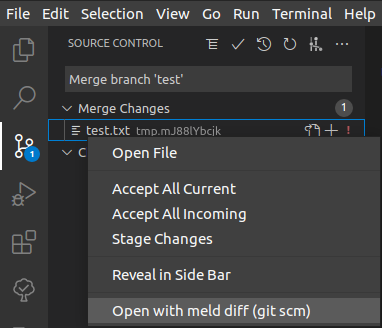 File Edit Selection View Go Run Terminal Help
SOURCE CONTROL
Merge branch 'test'
Merge Changes 1
test.txt tmp.mJ88lYbcjk !
1
C
Open File
Accept All Current
Accept All Incoming
Stage Changes
Reveal in Side Bar
Open with meld diff (git scm)